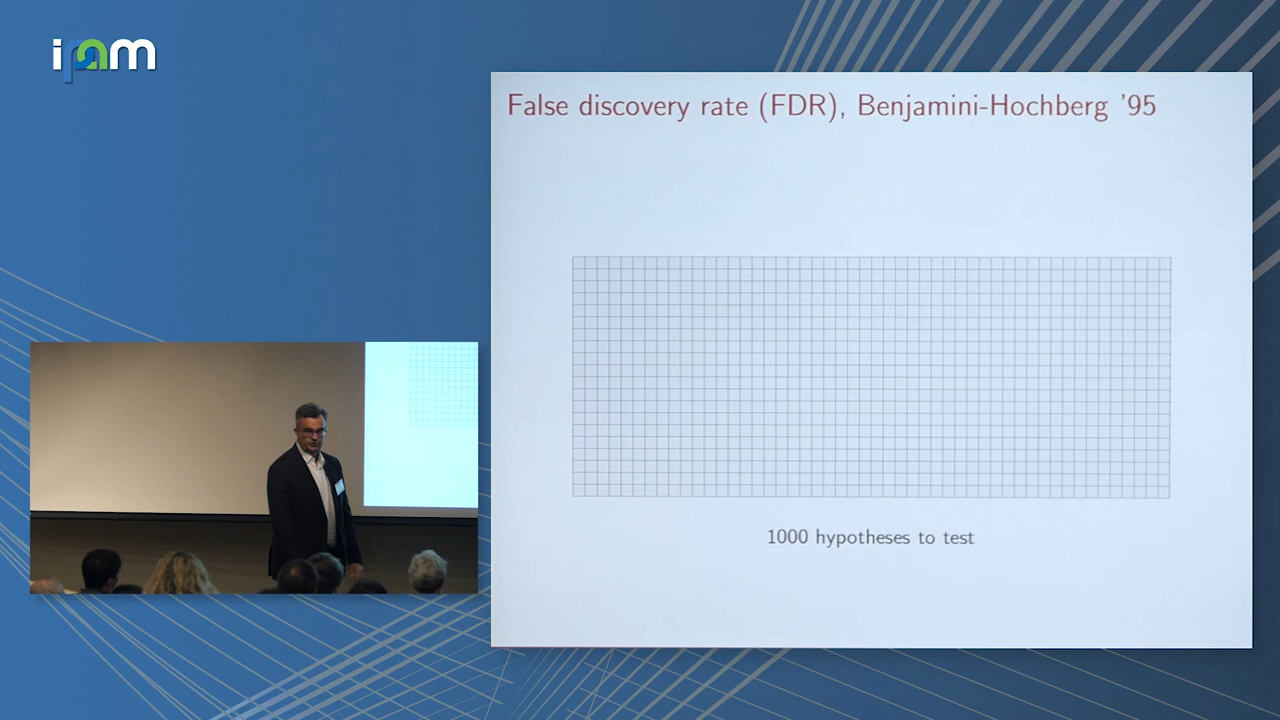 ipam
False discovery rate (FDR), Benjamini-Hochberg '95
1000 hypotheses to test